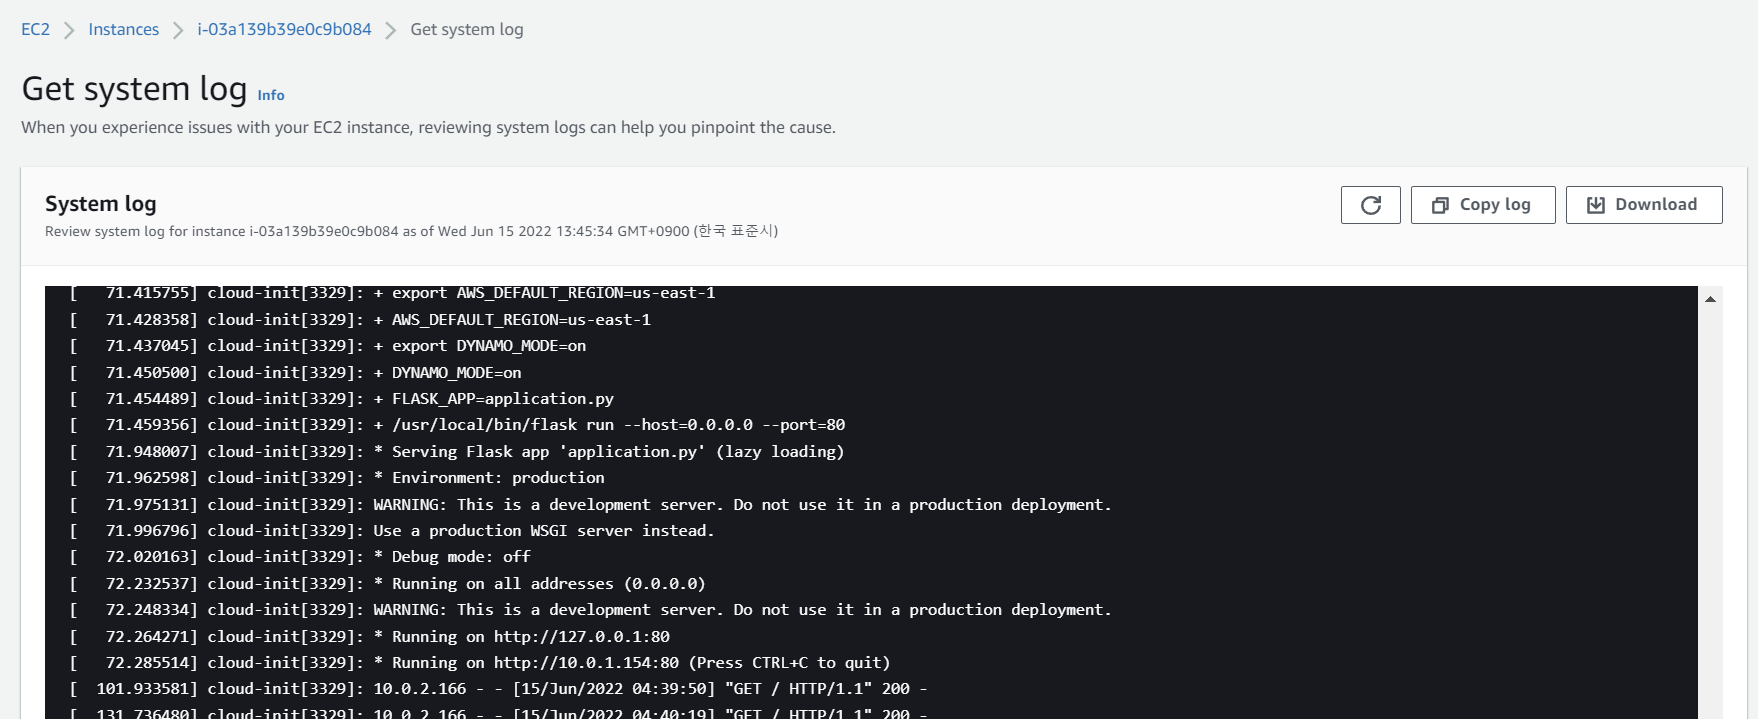 EC2 Instances i-03a139b39e0c9b084 Get system log
Get system log Info
When you experience issues with your EC2 instance, reviewing system logs can help you pinpoint the cause.
System log
Copy log
Download
Review system log for instance i-03a139b39e0c9b084 as of Wed Jun 15 2022 13:45:34 GMT+0900 (한국 표준시)
[   71.415755] cloud-init[3329]: + export AWS_DEFAULT_REGION=us-east-1
[   71.428358] cloud-init[3329]: + AWS_DEFAULT_REGION=us-east-1
[   71.437045] cloud-init[3329]: + export DYNAMO_MODE=on
[   71.450500] cloud-init[3329]: + DYNAMO_MODE=on
[   71.454489] cloud-init[3329]: + FLASK_APP=application.py
[   71.459356] cloud-init[3329]: + /usr/local/bin/flask run --host=0.0.0.0 --port=80
[   71.948007] cloud-init[3329]: * Serving Flask app 'application.py' (lazy loading)
[   71.962598] cloud-init[3329]: * Environment: production
[   71.975131] cloud-init[3329]: WARNING: This is a development server. Do not use it in a production deployment.
[   71.996796] cloud-init[3329]: Use a production WSGI server instead.
[   72.020163] cloud-init[3329]: * Debug mode: off
[   72.232537] cloud-init[3329]: * Running on all addresses (0.0.0.0)
[   72.248334] cloud-init[3329]: WARNING: This is a development server. Do not use it in a production deployment.
[   72.264271] cloud-init[3329]: * Running on http://127.0.0.1:80
[   72.285514] cloud-init[3329]: * Running on http://10.0.1.154:80 (Press CTRL+C to quit)
[  101.933581] cloud-init[3329]: 10.0.2.166 - - [15/Jun/2022 04:39:50] "GET / HTTP/1.1" 200 -
[  131.736480] cloud-init[3329]: 10.0.2.166 - - [15/Jun/2022 04:40:19] "GET / HTTP/1.1" 200 -